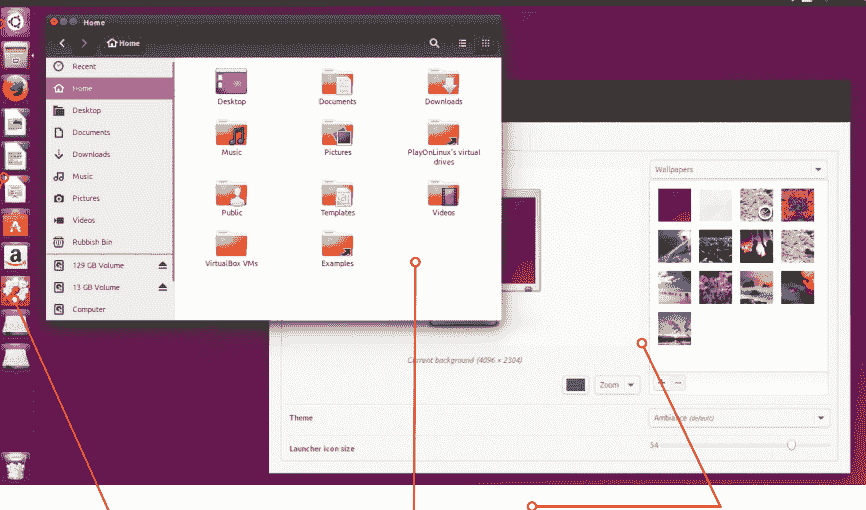 Home
Home
Recent
Home
Desktop
Documents
Downloads
Music
Pictures
Videos
Rubbish Bin
129 GB Volume
13 GB Volume
Computer
Desktop
Documents
Downloads
Music
Pictures
PlayOnLinux's virtual
drives
Public
Templates
Videos
VirtualBox VMs
Examples
Wallpapers
Current background (4096 × 2304)
Zoom
Theme
Ambiance (default)
Launcher icon size
54